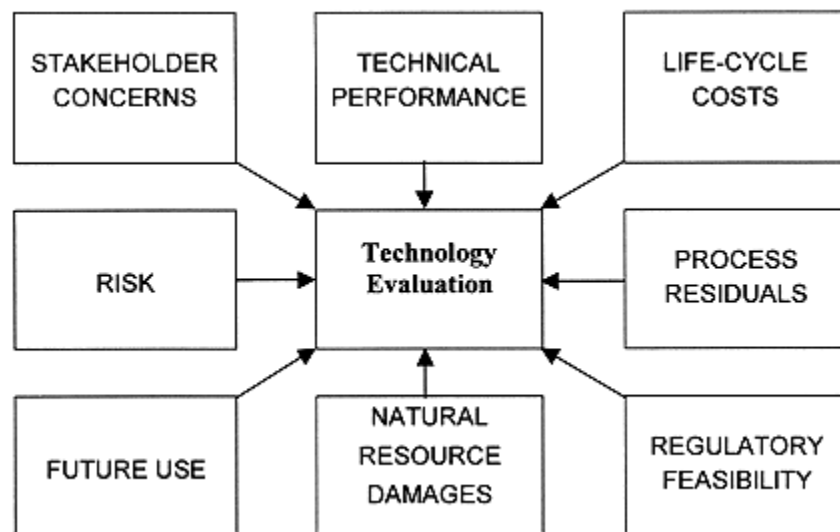 STAKEHOLDER
CONCERNS
TECHNICAL
PERFORMANCE
LIFE-CYCLE
COSTS
RISK
Technology
Evaluation
PROCESS
RESIDUALS
FUTURE USE
NATURAL
RESOURCE
DAMAGES
REGULATORY
FEASIBILITY